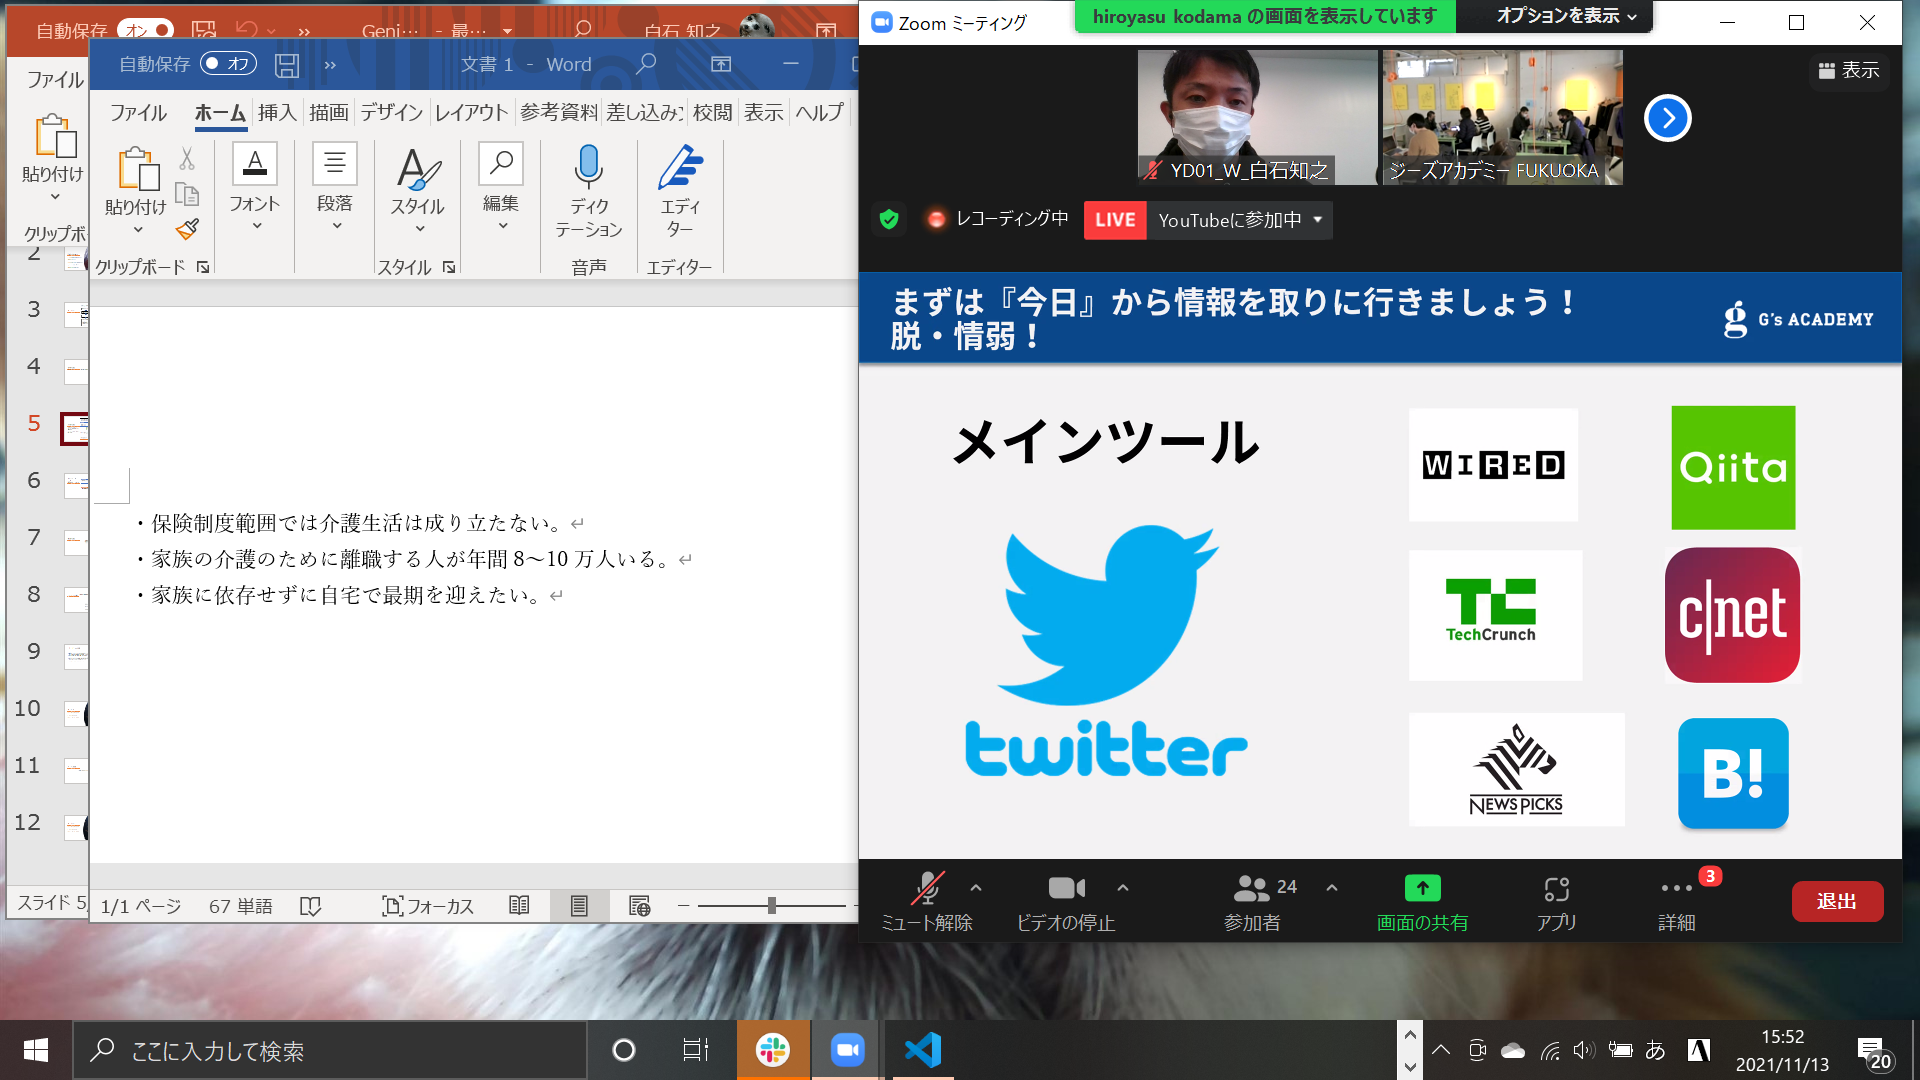 自動保存 オン
白石 知之
ファイル
貼り付け
2
3
4
5
6
7
8
9
10
11
12
自動保存 オフ
文書 1 - Word
ファイル ホーム 挿入 描画 デザイン レイアウト 参考資料 差し込み 校閲 表示 ヘルプ
貼り付け
クリップボード
フォント
段落
スタイル
スタイル
編集
ディク
テーション
音声
エディ
ター
エディター
・保険制度範囲では介護生活は成り立たない。↵
・家族の介護のために離職する人が年間 8～10 万人いる。↵
・家族に依存せずに自宅で最期を迎えたい。↵
1/1 ページ 67 単語 フォーカス
Zoom ミーティング
hiroyasu kodama の画面を表示しています
オプションを表示
表示
YD01_W_白石知之
ジーズアカデミー FUKUOKA
レコーディング中
LIVE YouTubeに参加中
まずは『今日』から情報を取りに行きましょう！
脱・情弱！
G's ACADEMY
メインツール
twitter
WIRED
Qiita
TC
TechCrunch
c|net
NEWSPICKS
B!
ミュート解除
ビデオの停止
24
参加者
画面の共有
アプリ
3
詳細
退出
ここに入力して検索
あ
A
15:52
2021/11/13
20